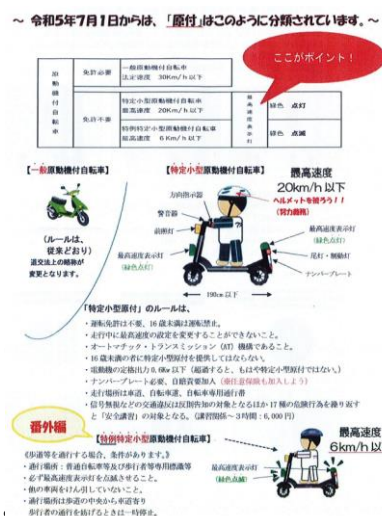 ～ 令和5年7月1日からは、「原付」はこのように分類されています。～
ここがポイント！
原動機付自転車
免許必要
一般原動機付自転車
法定速度 30Km/h以下
免許不要
特定小型原動機付自転車
最高速度 20Km/h以下
特例特定小型原動機付自転車
最高速度 6Km/h以下
最高速度表示灯
緑色 点灯
緑色 点滅
【一般原動機付自転車】
(ルールは、
従来どおり)
道交法上の略称が
変更となります。
【特定小型原動機付自転車】
最高速度
20km/h以下
ヘルメットを被ろう！！
(努力義務)
方向指示器
警音器
前照灯
最高速度表示灯
(緑色点灯)
最高速度表示灯
(緑色点灯)
尾灯・制動灯
ナンバープレート
190cm以下
「特定小型原付」のルールは、
・運転免許は不要、16歳未満は運転禁止。
・走行中に最高速度の設定を変更することができないこと。
・オートマチック・トランスミッション（AT）機構であること。
・16歳未満の者に特定小型原付を提供してはならない。
・電動機の定格出力0.6Kw以下（超過すると、もはや特定小型原付ではない。）
・ナンバープレート必要、自賠責要加入（要任意保険も加入しよう）
・走行場所は車道、自転車道、自転車専用通行帯
・信号無視などの交通違反は反則告知の対象となるほか17種の危険行為を繰り返す
と「安全講習」の対象となる。（講習関係～3時間：6,000円）
番外編
【特例特定小型原動機付自転車】
《歩道等を通行する場合、条件があります。》
・通行場所：普通自転車等及び歩行者等専用標識等
・必ず最高速度表示灯を点滅させること。
・他の車両をけん引していないこと。
・通行場所は歩道の中央から車道寄り
歩行者の通行を妨げるときは一時停止。
最高速度
6km/h以下
最高速度表示灯
(緑色点滅)